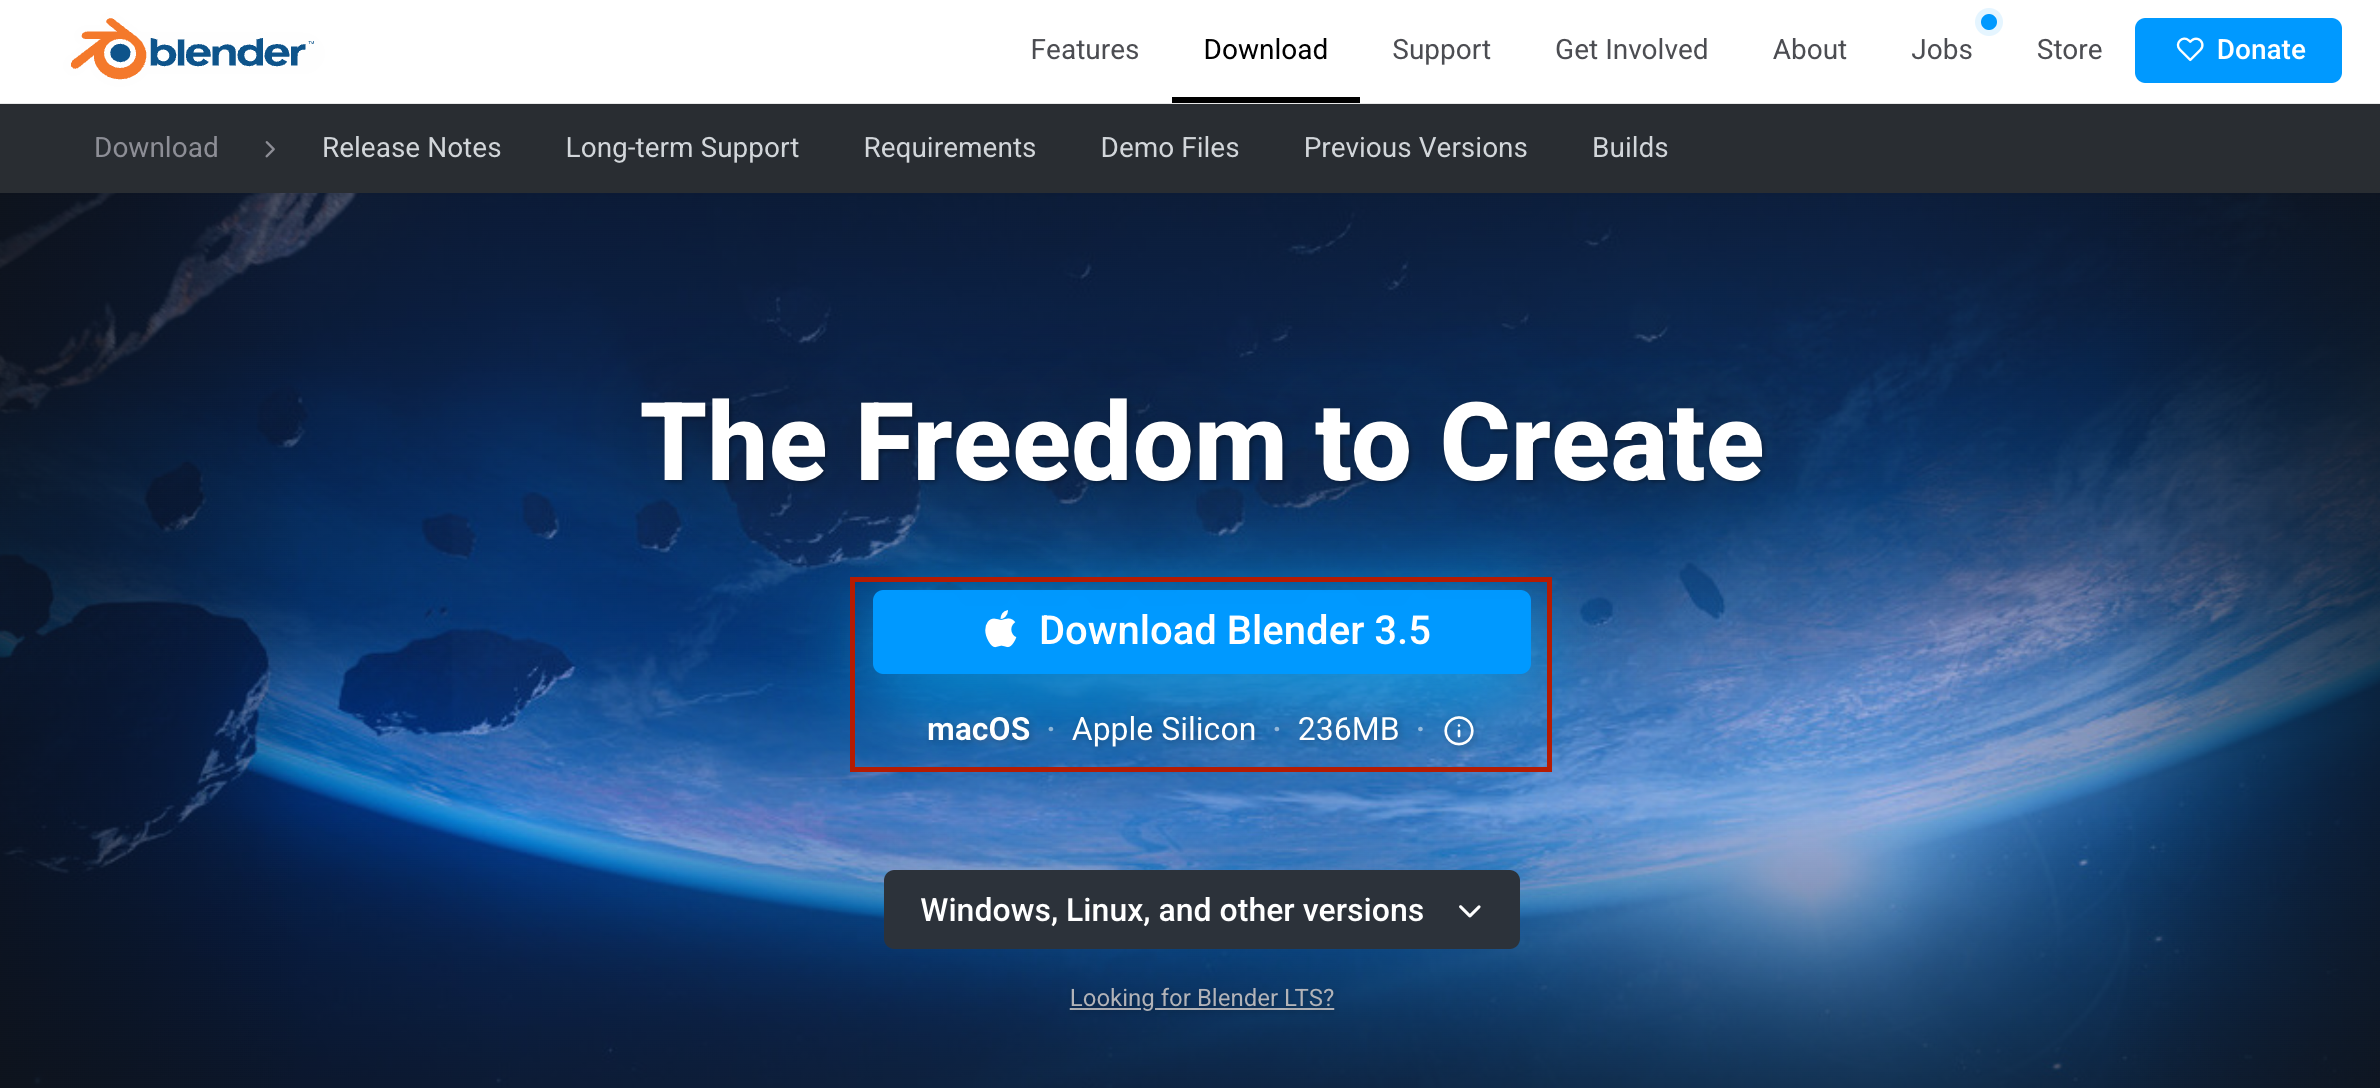 blender™
Features Download Support Get Involved About Jobs Store Donate
Download > Release Notes Long-term Support Requirements Demo Files Previous Versions Builds
The Freedom to Create
Download Blender 3.5
macOS · Apple Silicon · 236MB ·
Windows, Linux, and other versions
Looking for Blender LTS?